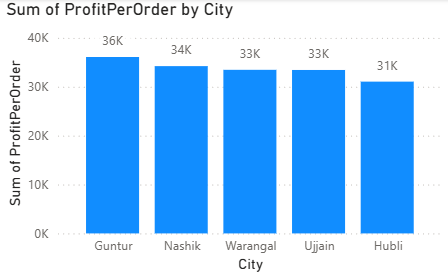 Sum of ProfitPerOrder by City
Sum of ProfitPerOrder
40K
30K
20K
10K
0K
36K
34K
33K
33K
31K
Guntur
Nashik
Warangal
Ujjain
Hubli
City